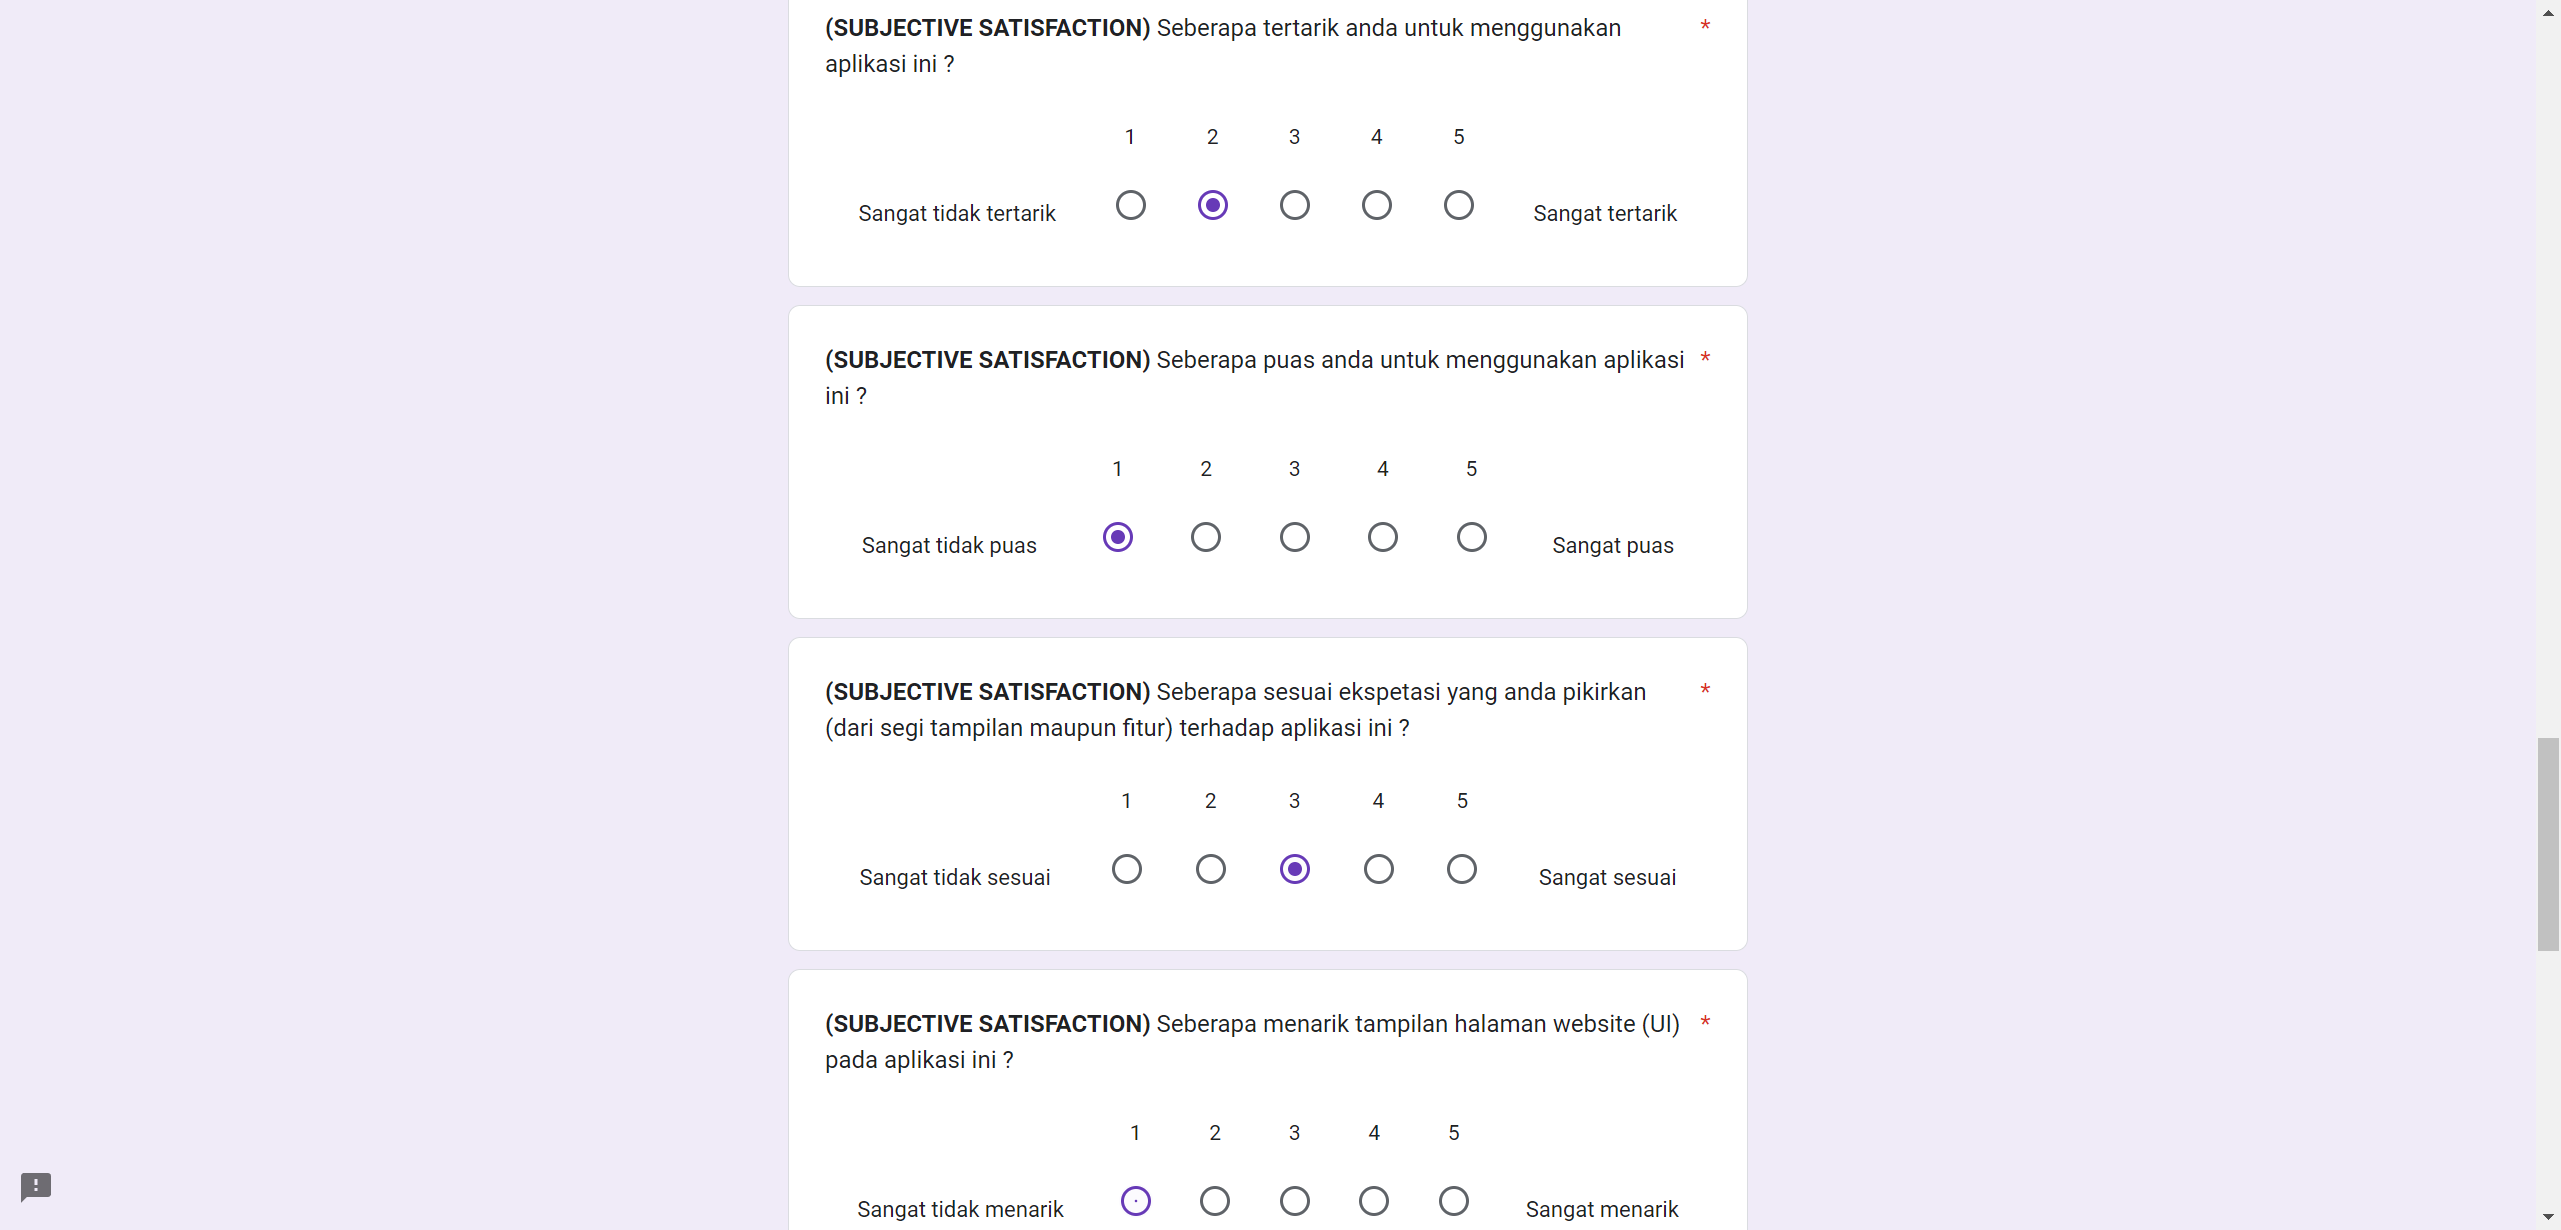 (SUBJECTIVE SATISFACTION) Seberapa tertarik anda untuk menggunakan *
aplikasi ini ?
1 2 3 4 5
Sangat tidak tertarik Sangat tertarik
(SUBJECTIVE SATISFACTION) Seberapa puas anda untuk menggunakan aplikasi *
ini ?
1 2 3 4 5
Sangat tidak puas Sangat puas
(SUBJECTIVE SATISFACTION) Seberapa sesuai ekspetasi yang anda pikirkan *
(dari segi tampilan maupun fitur) terhadap aplikasi ini ?
1 2 3 4 5
Sangat tidak sesuai Sangat sesuai
(SUBJECTIVE SATISFACTION) Seberapa menarik tampilan halaman website (UI) *
pada aplikasi ini ?
1 2 3 4 5
Sangat tidak menarik Sangat menarik